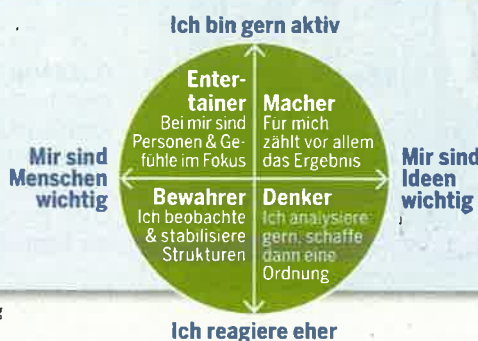 Ich bin gern aktiv
Enter-
tainer
Bei mir sind
Personen & Ge-
fühle im Fokus
Macher
Für mich
zählt vor allem
das Ergebnis
Mir sind
Menschen
wichtig
Mir sind
Ideen
wichtig
Bewahrer
Ich beobachte
& stabilisiere
Strukturen
Denker
Ich analysiere
gern, schaffe
dann eine
Ordnung
g
Ich reagiere eher